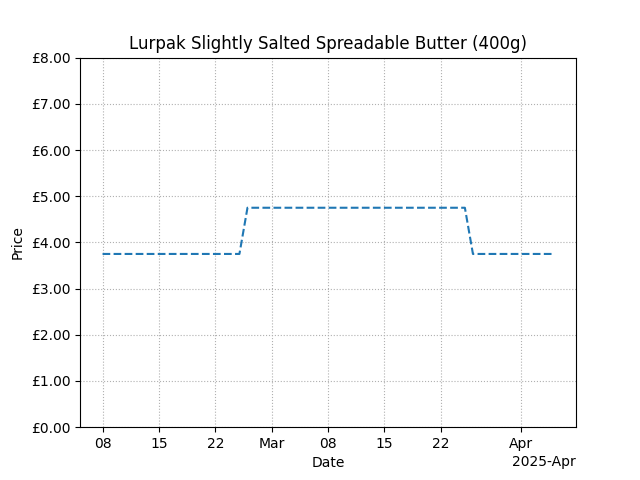 Lurpak Slightly Salted Spreadable Butter (400g)
£8.00
£7.00
£6.00
£5.00
£4.00
£3.00
£2.00
£1.00
£0.00
Price
08 15 22 Mar 08 15 22 Apr
Date
2025-Apr